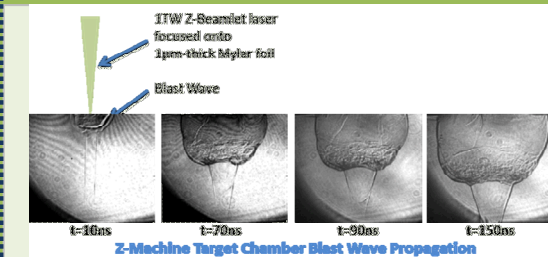 1TW Z-Beamlet laser
focused onto
1µm-thick Mylar foil
Blast Wave
t=10ns t=70ns t=90ns t=150ns
Z-Machine Target Chamber Blast Wave Propagation